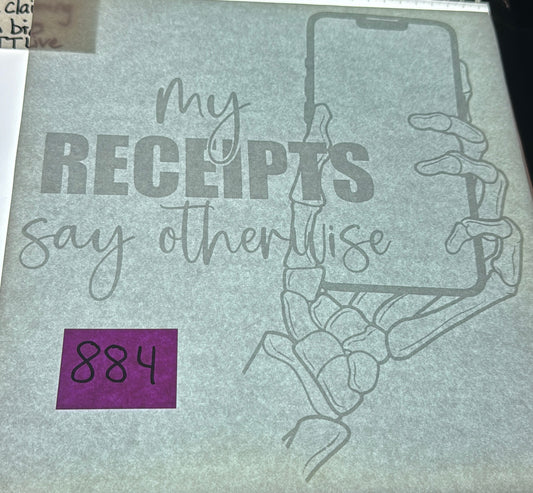 my
RECEIPTS
say otherwise
884